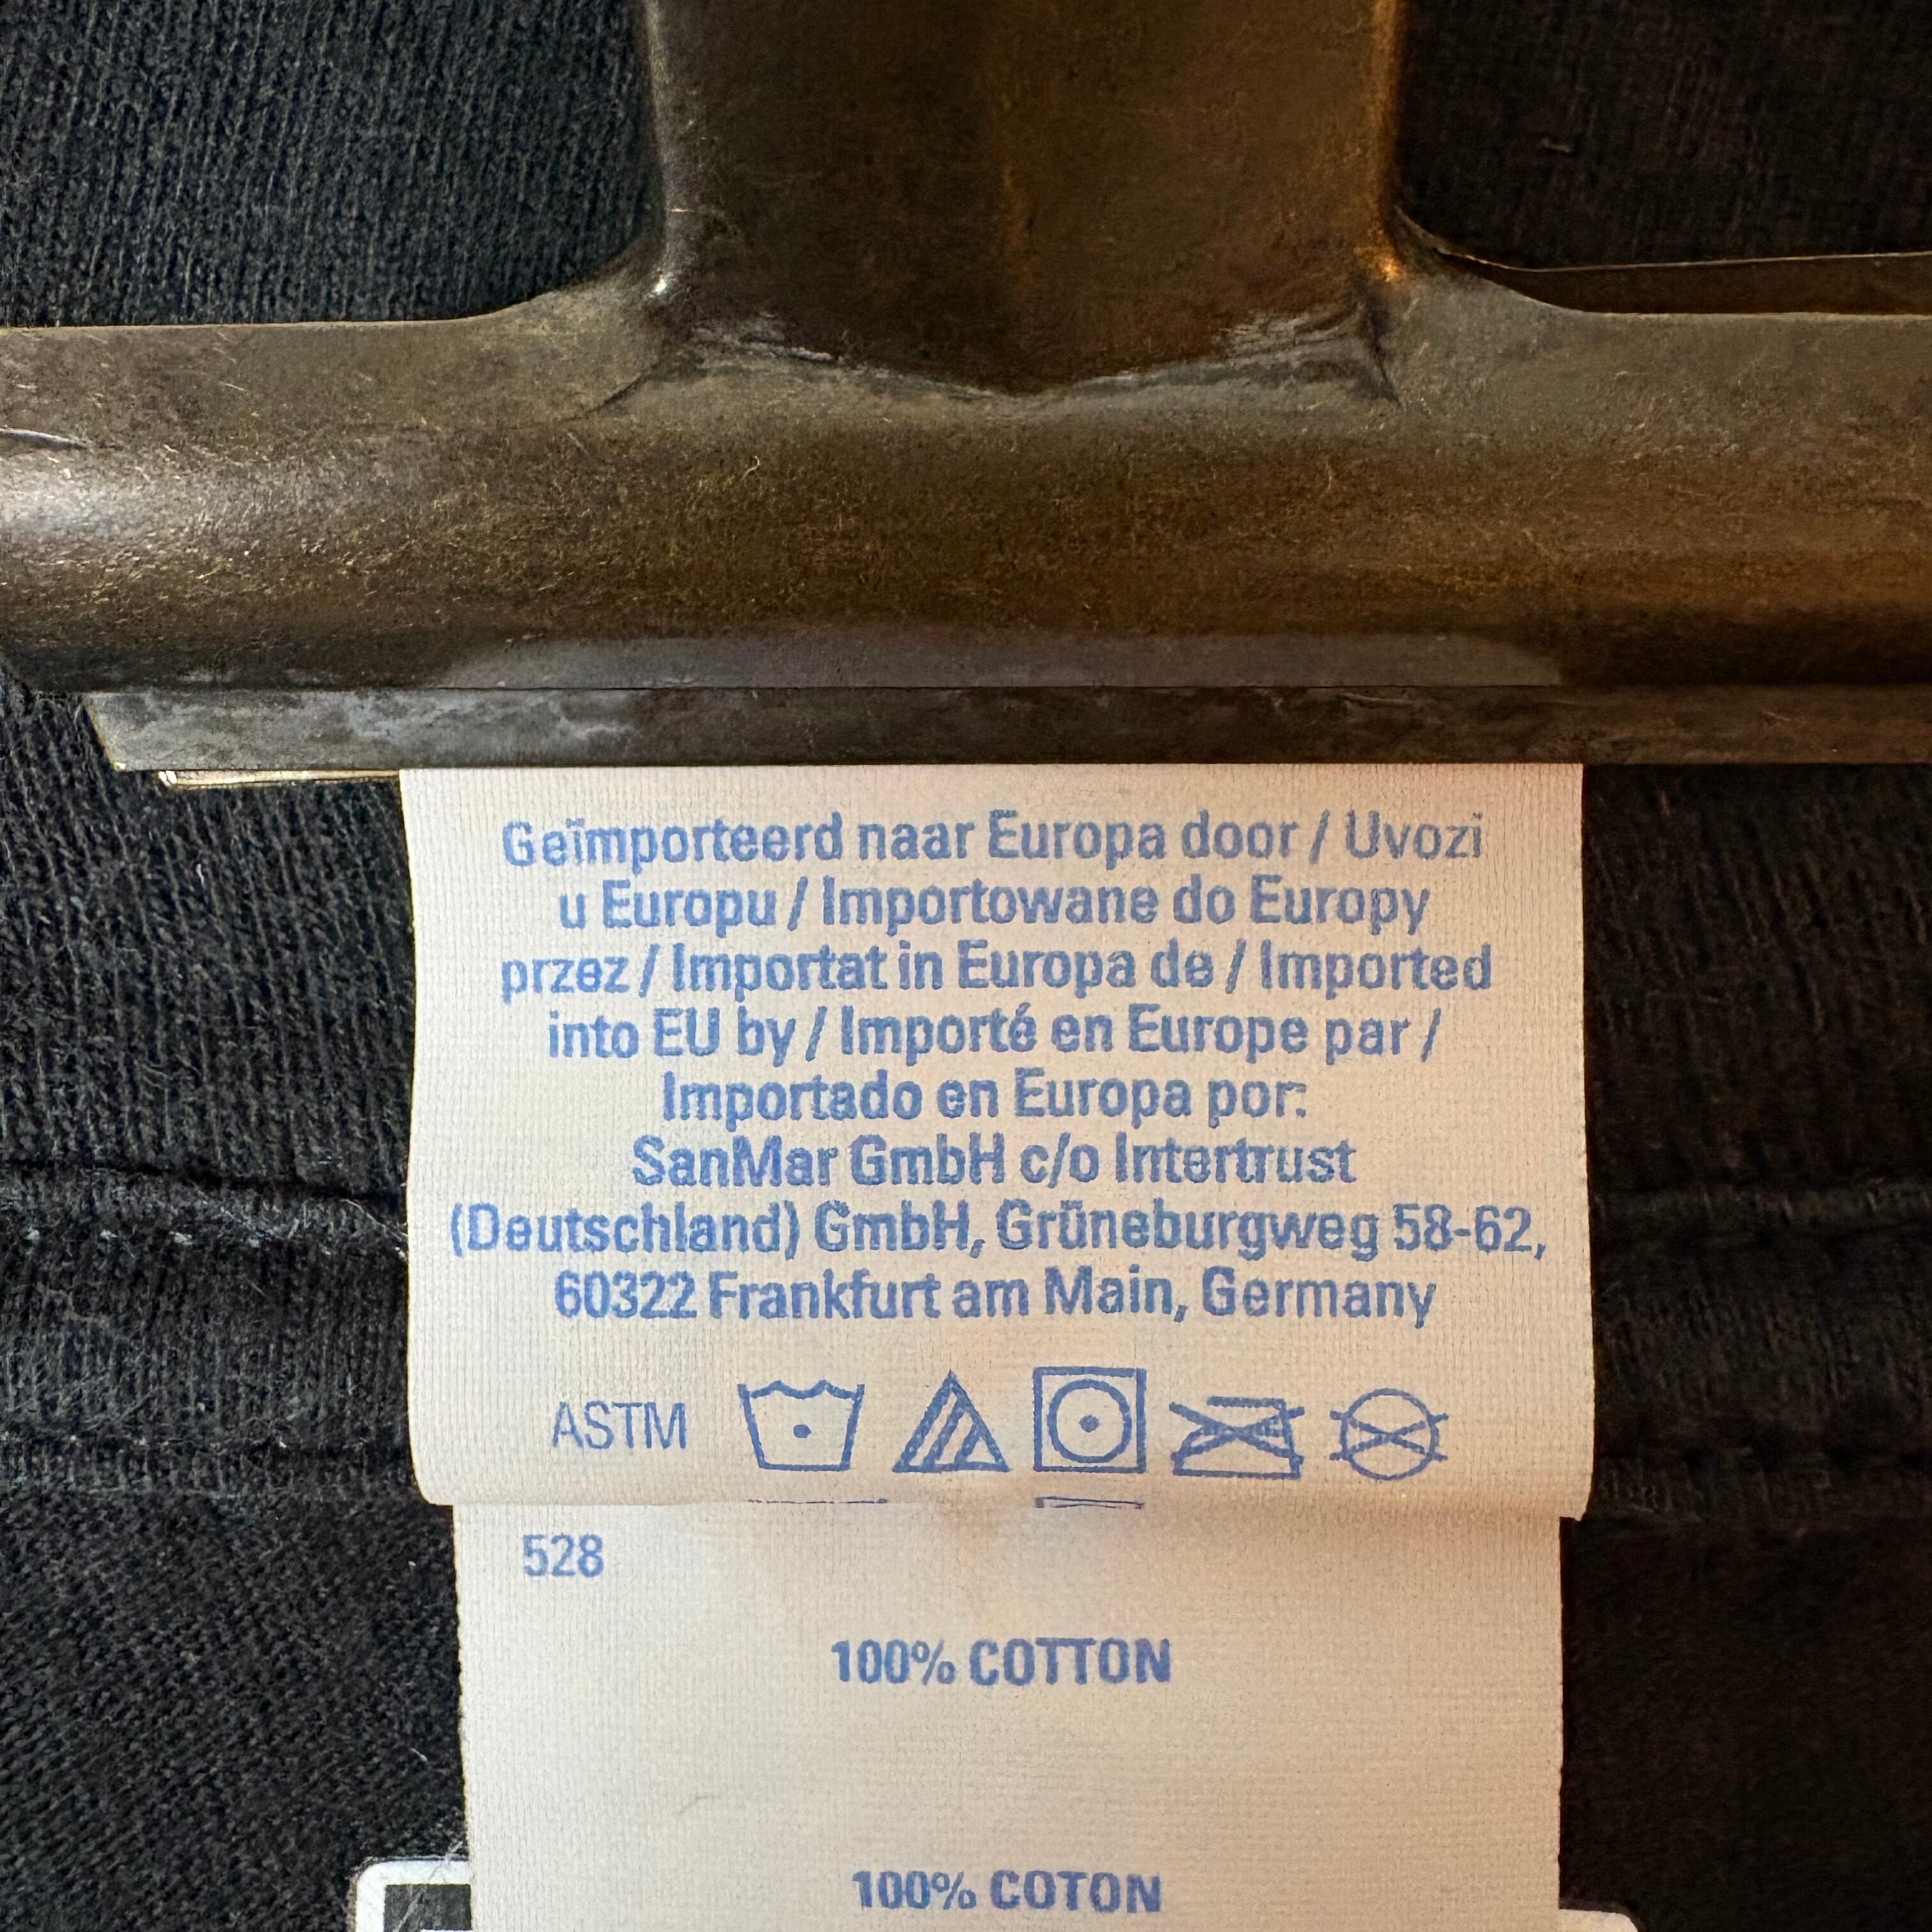 Geïmporteerd naar Europa door / Uvozi
u Europu / Importowane do Europy
przez / Importat in Europa de / Imported
into EU by / Importé en Europe par /
Importado en Europa por:
SanMar GmbH c/o Intertrust
(Deutschland) GmbH, Grüneburgweg 58-62,
60322 Frankfurt am Main, Germany
ASTM
528
100% COTTON
100% COTON